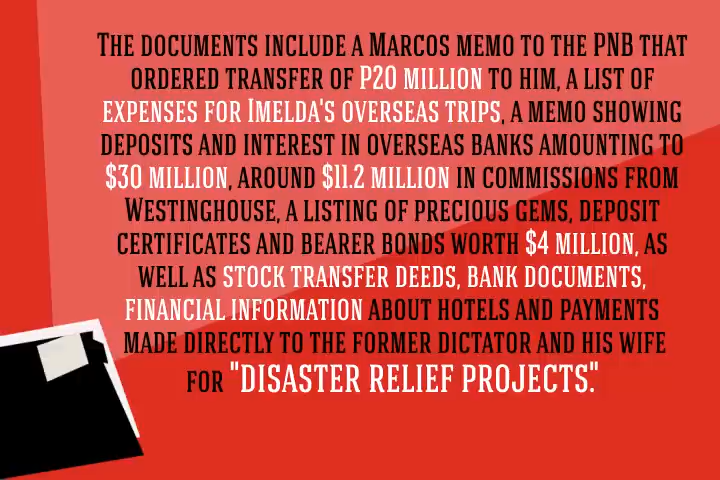 The documents include a Marcos memo to the PNB that
ordered transfer of P20 million to him, a list of
expenses for Imelda's overseas trips, a memo showing
deposits and interest in overseas banks amounting to
$30 million, around $11.2 million in commissions from
Westinghouse, a listing of precious gems, deposit
certificates and bearer bonds worth $4 million, as
well as stock transfer deeds, bank documents,
financial information about hotels and payments
made directly to the former dictator and his wife
for "disaster relief projects."